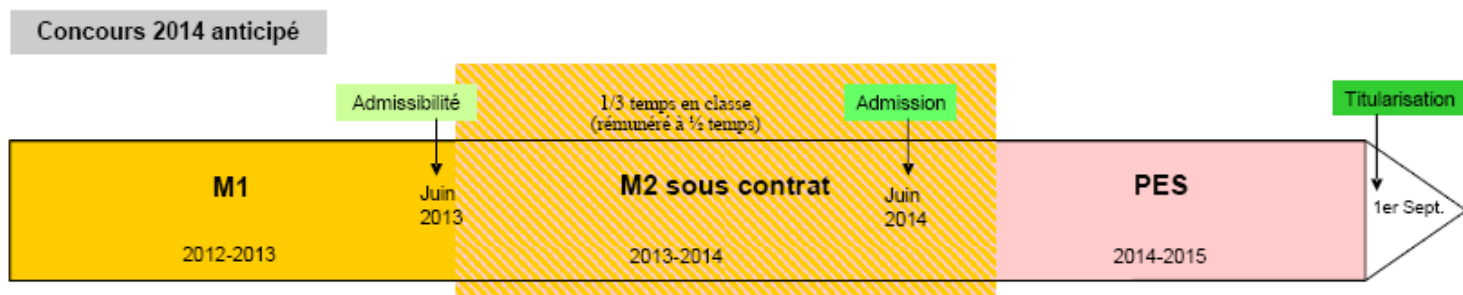 Concours 2014 anticipé
Admissibilité
1/3 temps en classe
(rémunéré à ½ temps)
Admission
Titularisation
M1
Juin
2013
M2 sous contrat
Juin
2014
PES
1er Sept.
2012-2013
2013-2014
2014-2015